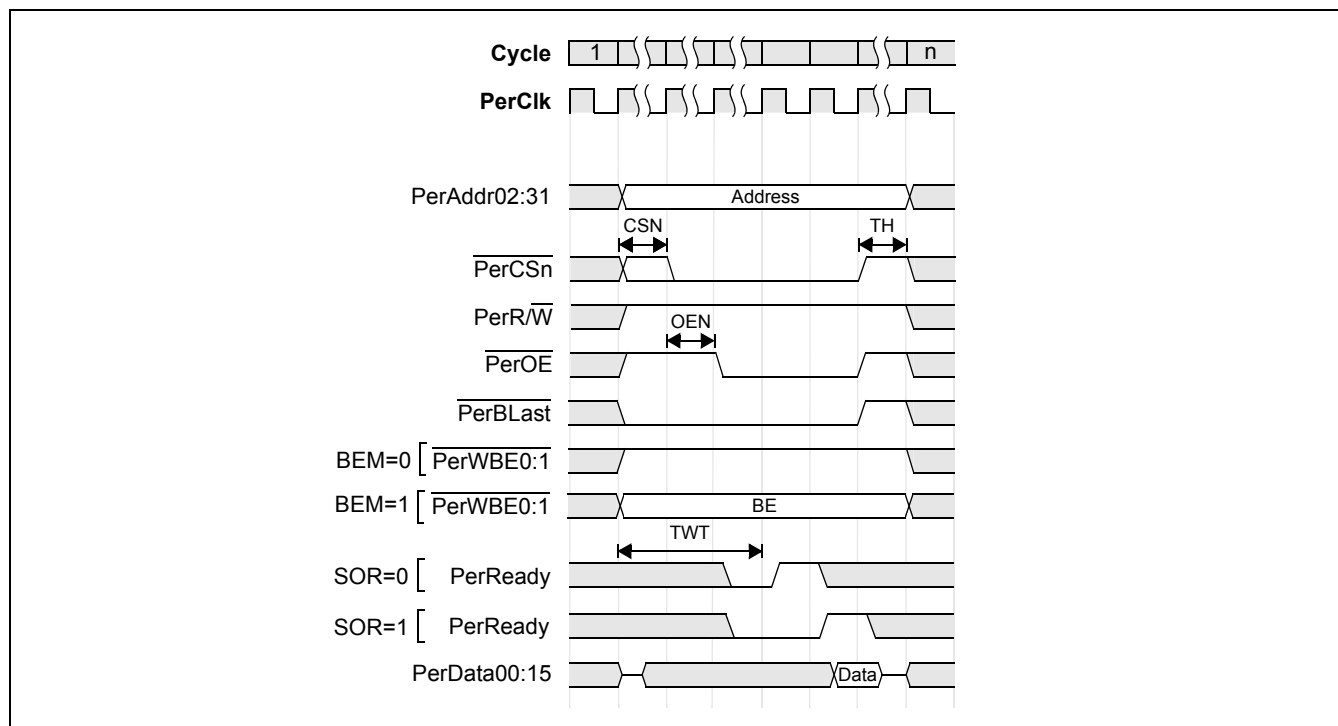 Cycle 1 n
PerClk
PerAddr02:31 Address
CSN TH
PerCSn
PerR/W
OEN
PerOE
PerBLast
BEM=0 [ PerWBE0:1
BEM=1 [ PerWBE0:1 BE
TWT
SOR=0 [ PerReady
SOR=1 [ PerReady
PerData00:15 Data